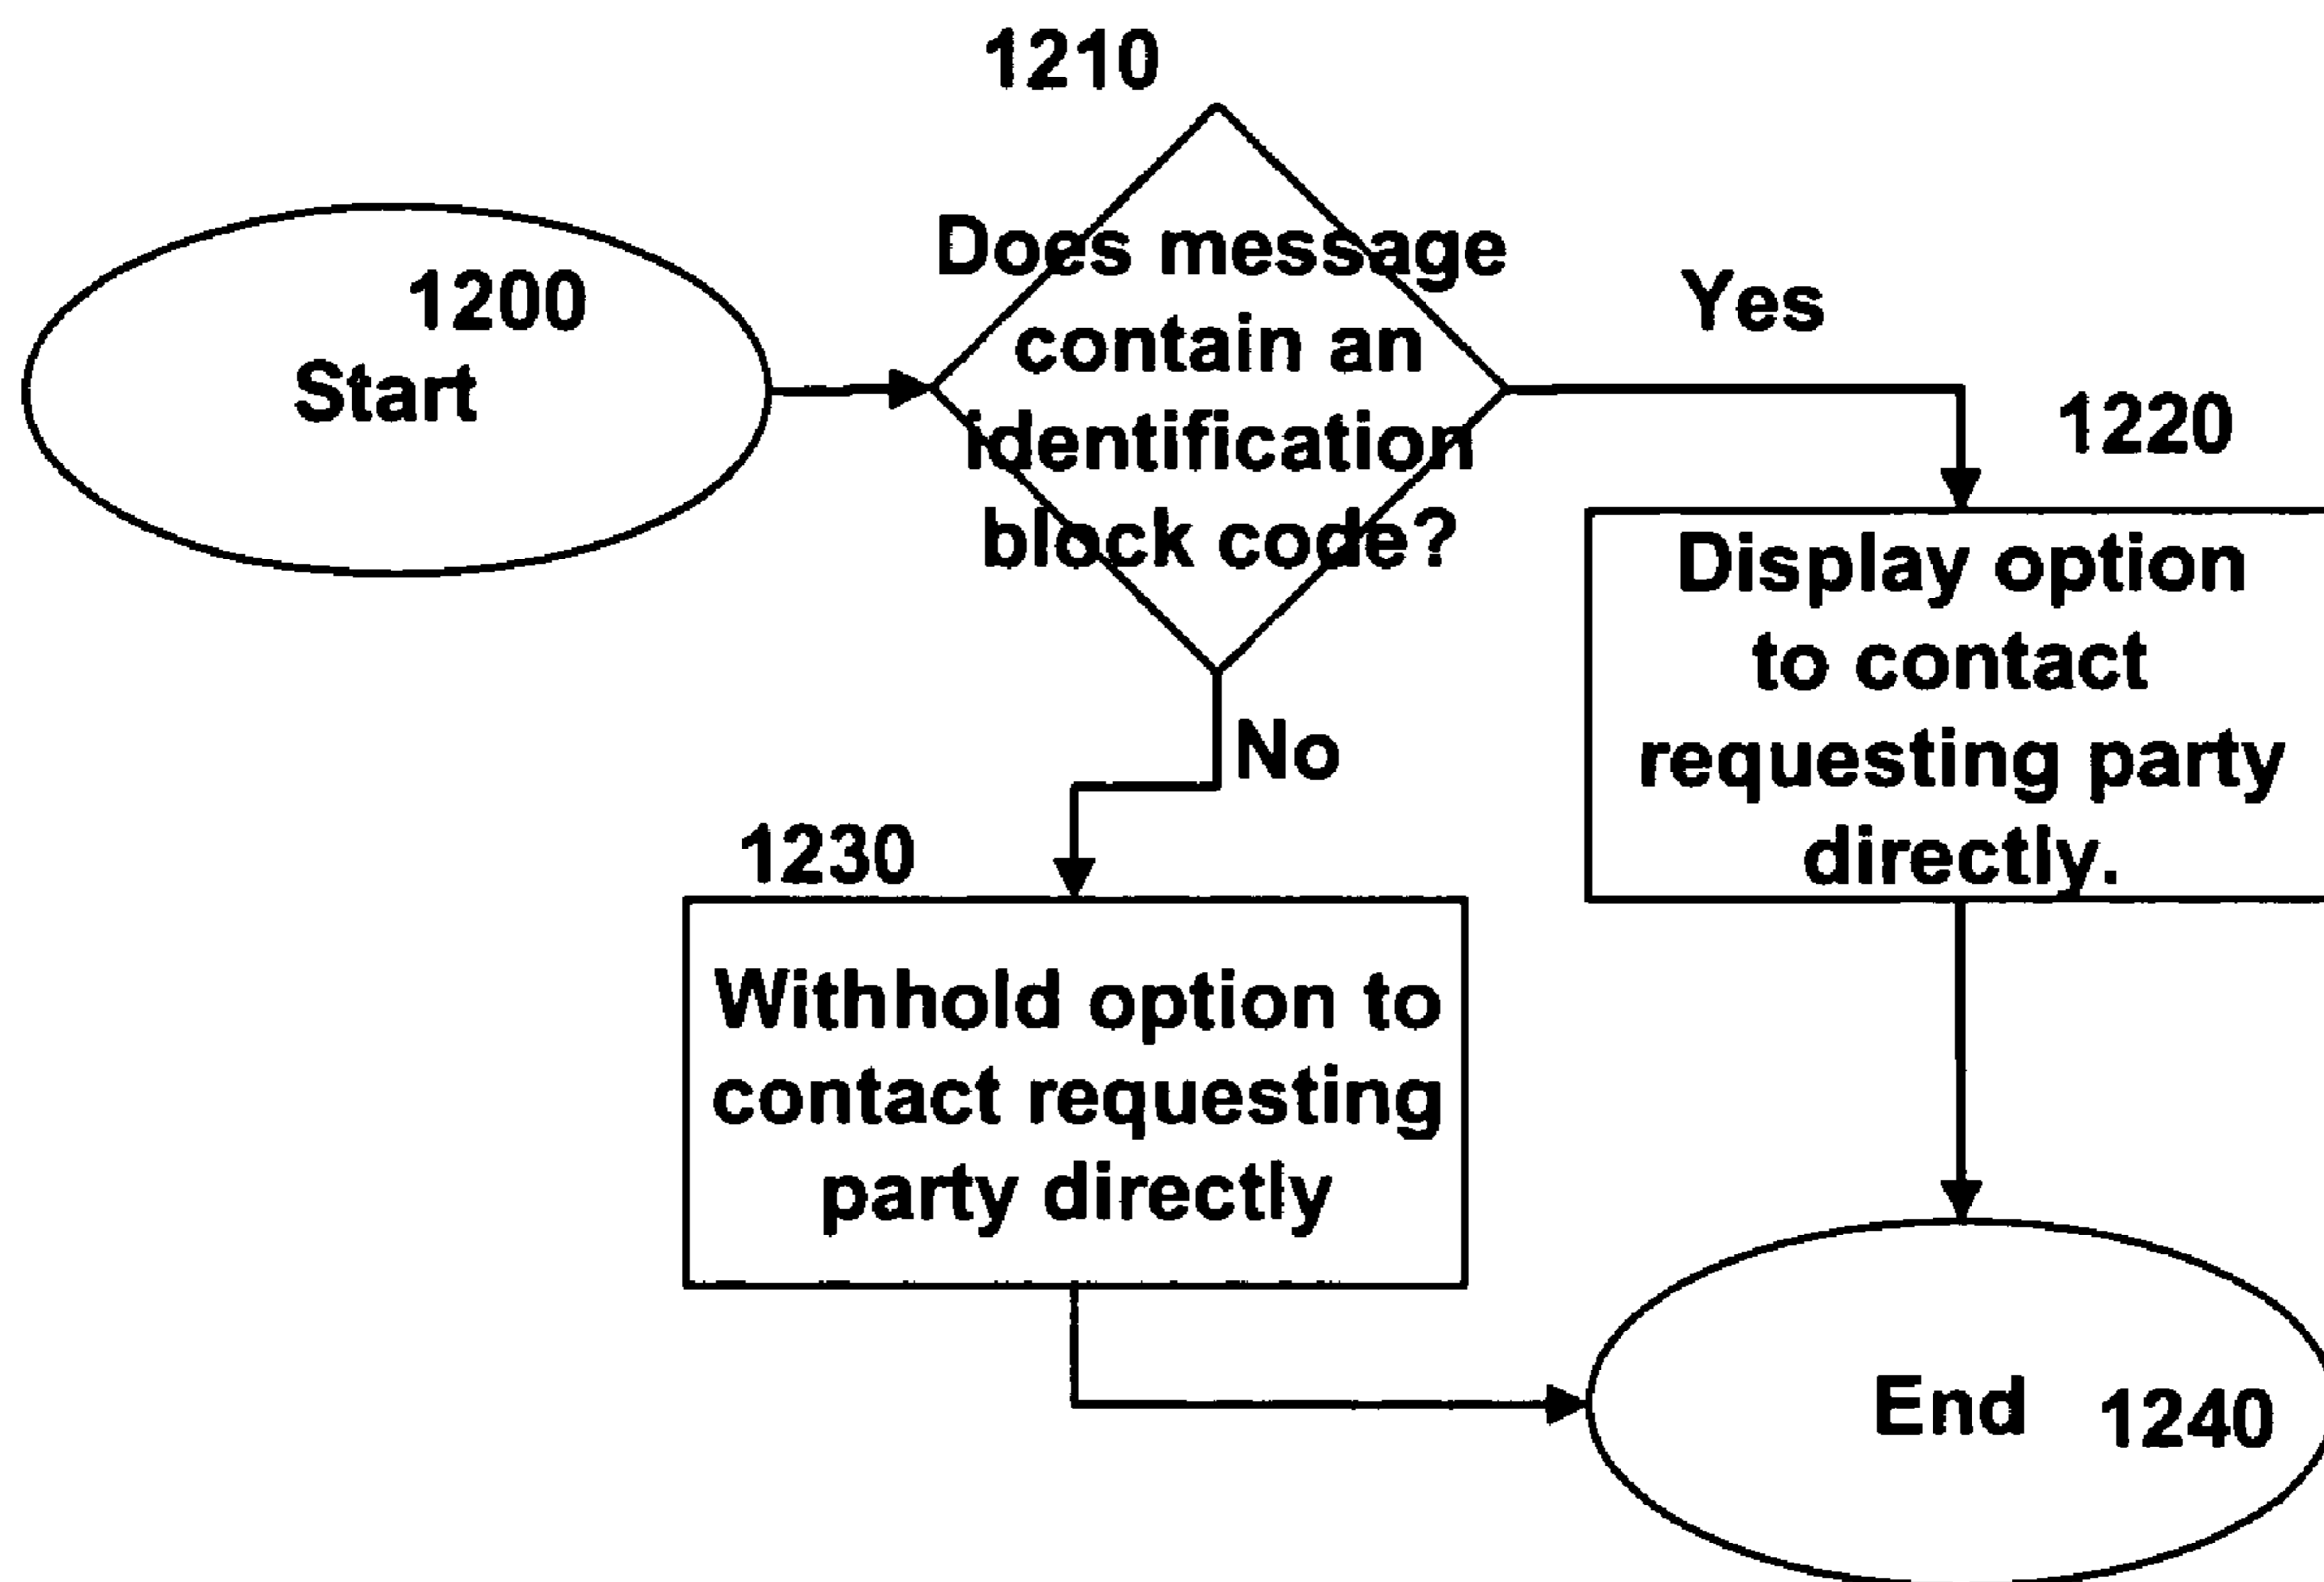 1210
1200
Start
Does message
contain an
identification
block code?
Yes
1220
Display option
to contact
requesting party
directly.
No
1230
Withhold option to
contact requesting
party directly
End 1240